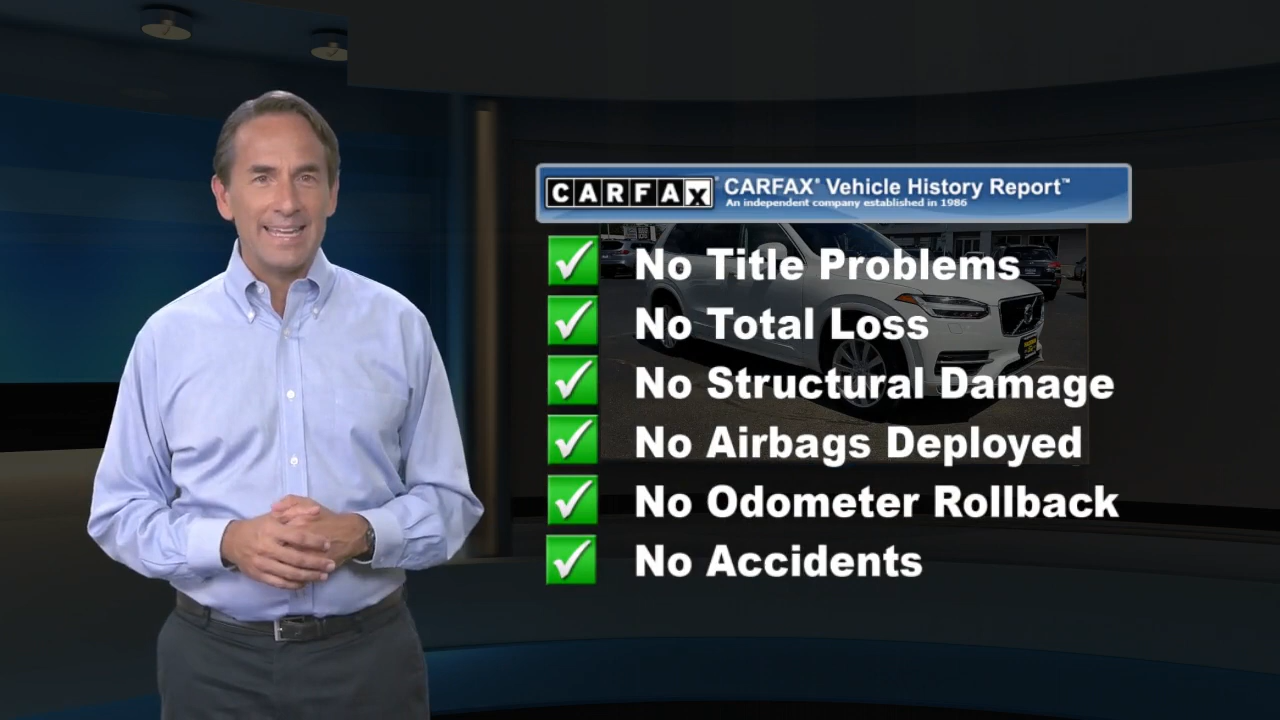 CARFAX CARFAX® Vehicle History Report™
An independent company established in 1986
No Title Problems
No Total Loss
No Structural Damage
No Airbags Deployed
No Odometer Rollback
No Accidents